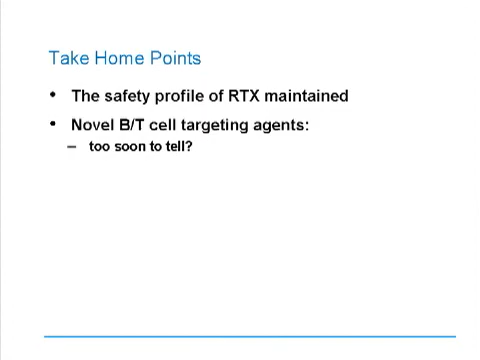 Take Home Points
• The safety profile of RTX maintained
• Novel B/T cell targeting agents:
– too soon to tell?